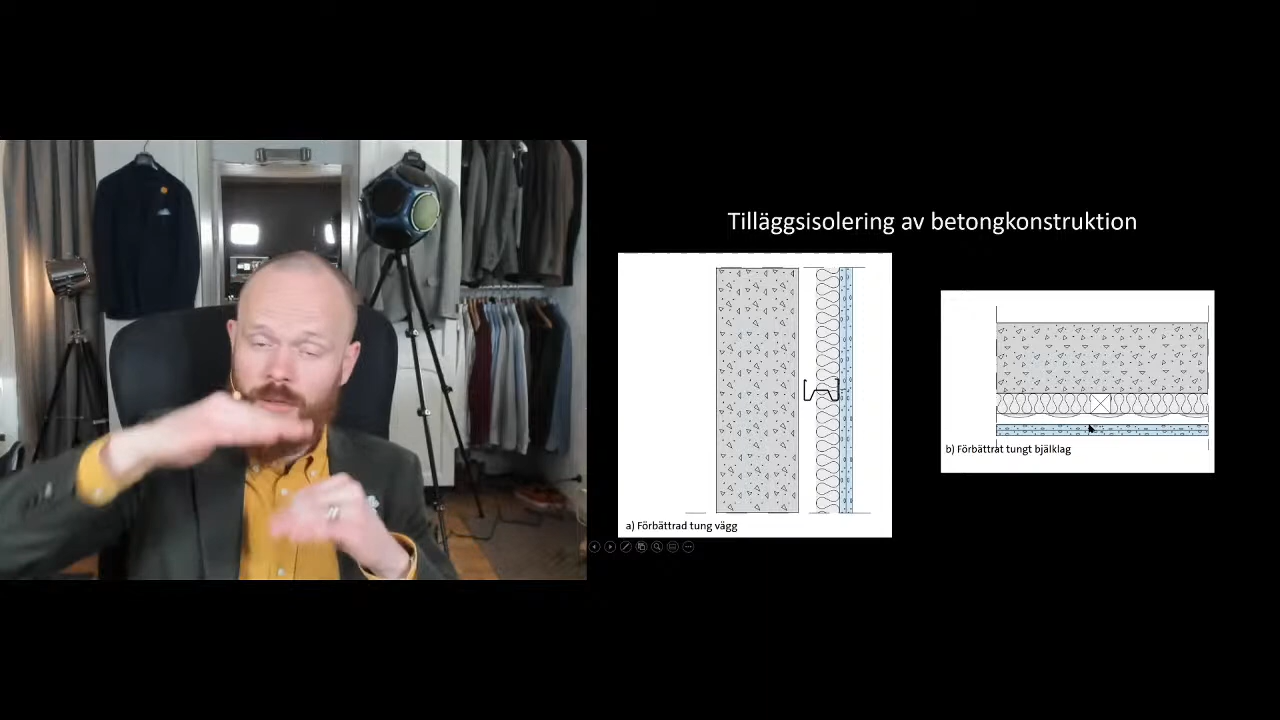 Tilläggsisolering av betongkonstruktion
a) Förbättrad tung vägg
b) Förbättrat tungt bjälklag